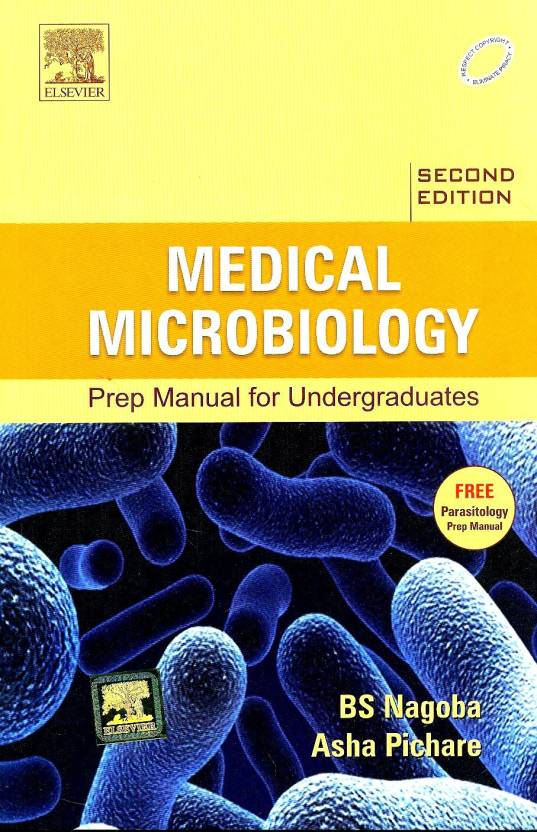 ELSEVIER
RESPECT COPYRIGHT • ELIMINATE PIRACY •
SECOND
EDITION
MEDICAL
MICROBIOLOGY
Prep Manual for Undergraduates
FREE
Parasitology
Prep Manual
ELSEVIER
BS Nagoba
Asha Pichare